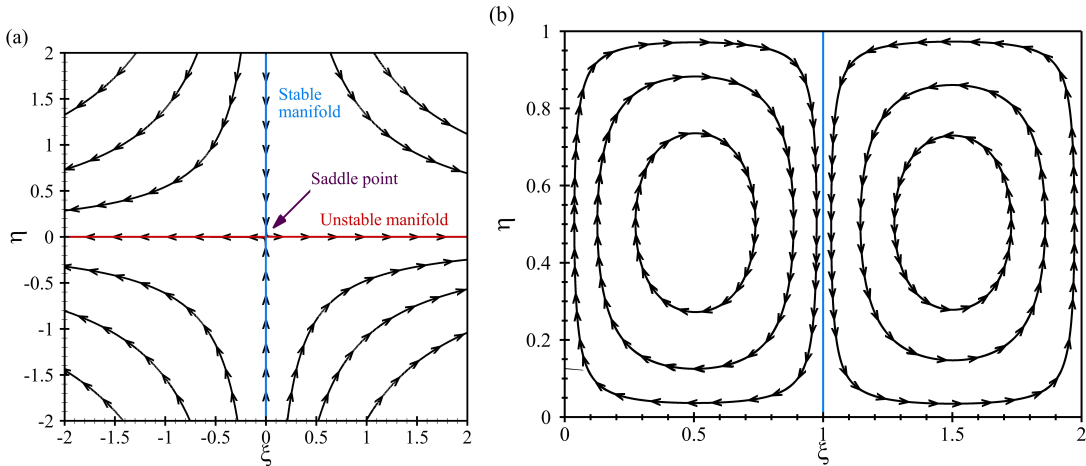 (a)
2
1.5
1
0.5
0
-0.5
-1
-1.5
-2
η
Stable
manifold
Saddle point
Unstable manifold
-2 -1.5 -1 -0.5 0 0.5 1 1.5 2
ξ
(b)
1
0.8
0.6
0.4
0.2
0
η
0 0.5 1 1.5 2
ξ